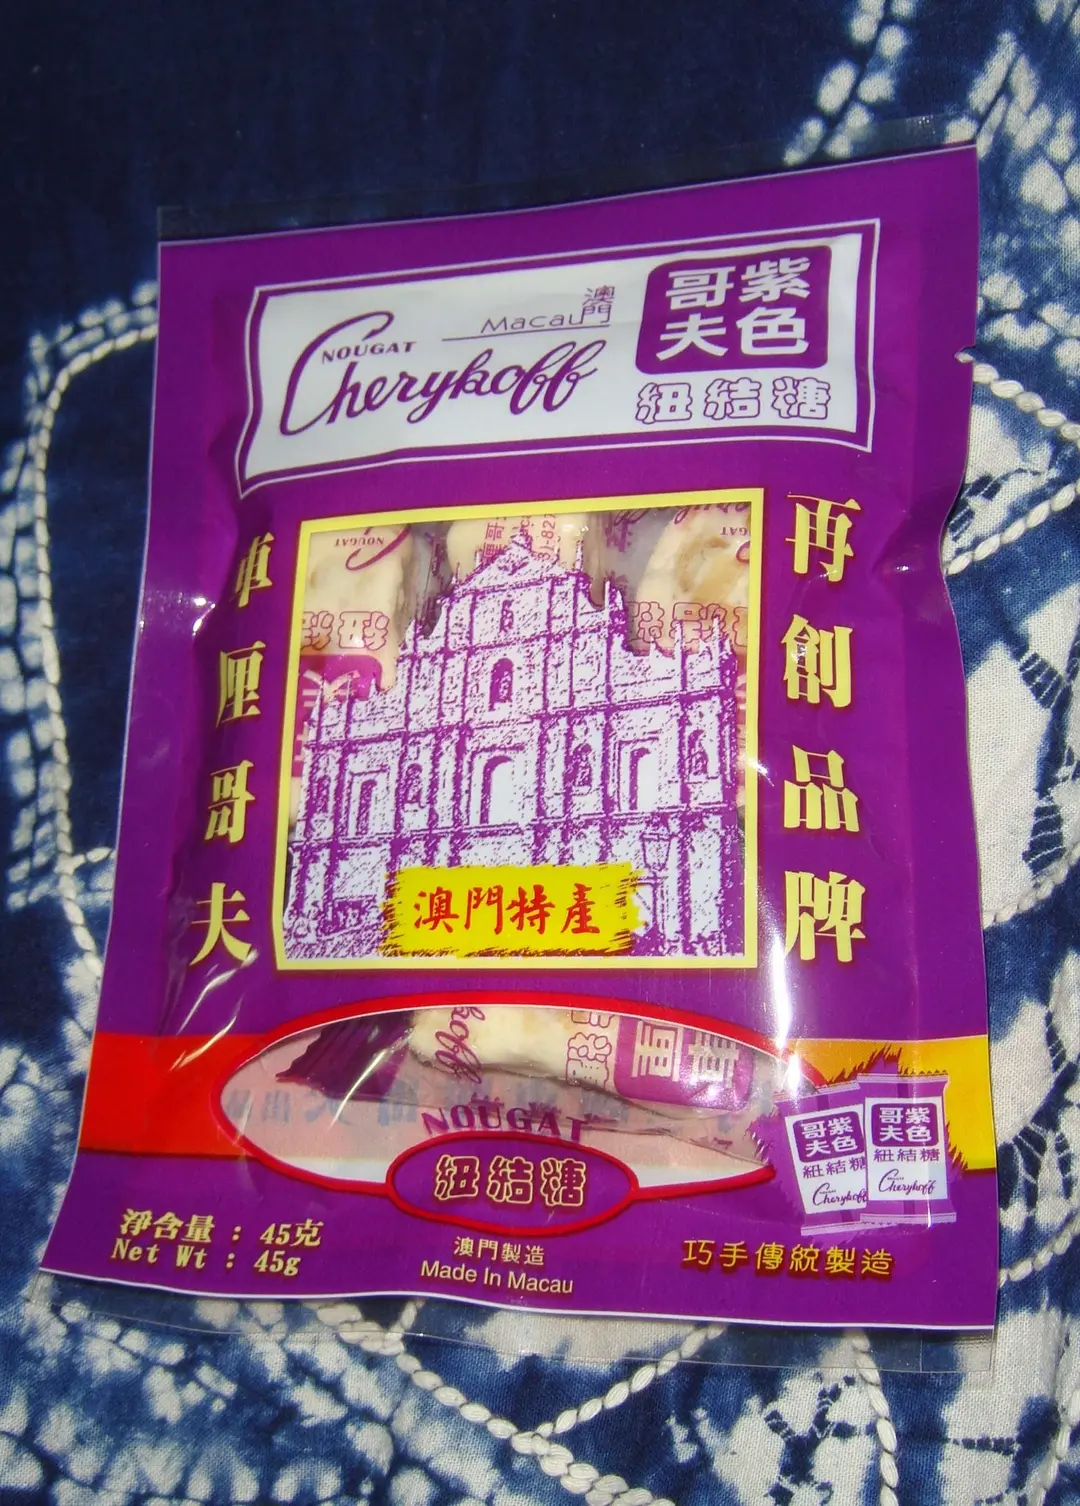 澳門
Macau
NOUGAT
Cherykoff
紫色
哥夫
紐結糖
車厘哥夫
再創品牌
NOUGAT
澳門特產
NOUGAT
紐結糖
淨含量：45克
Net Wt : 45g
澳門製造
Made In Macau
紫色
哥夫
紐結糖
Cherykoff
紫色
哥夫
紐結糖
Cherykoff
巧手傳統製造